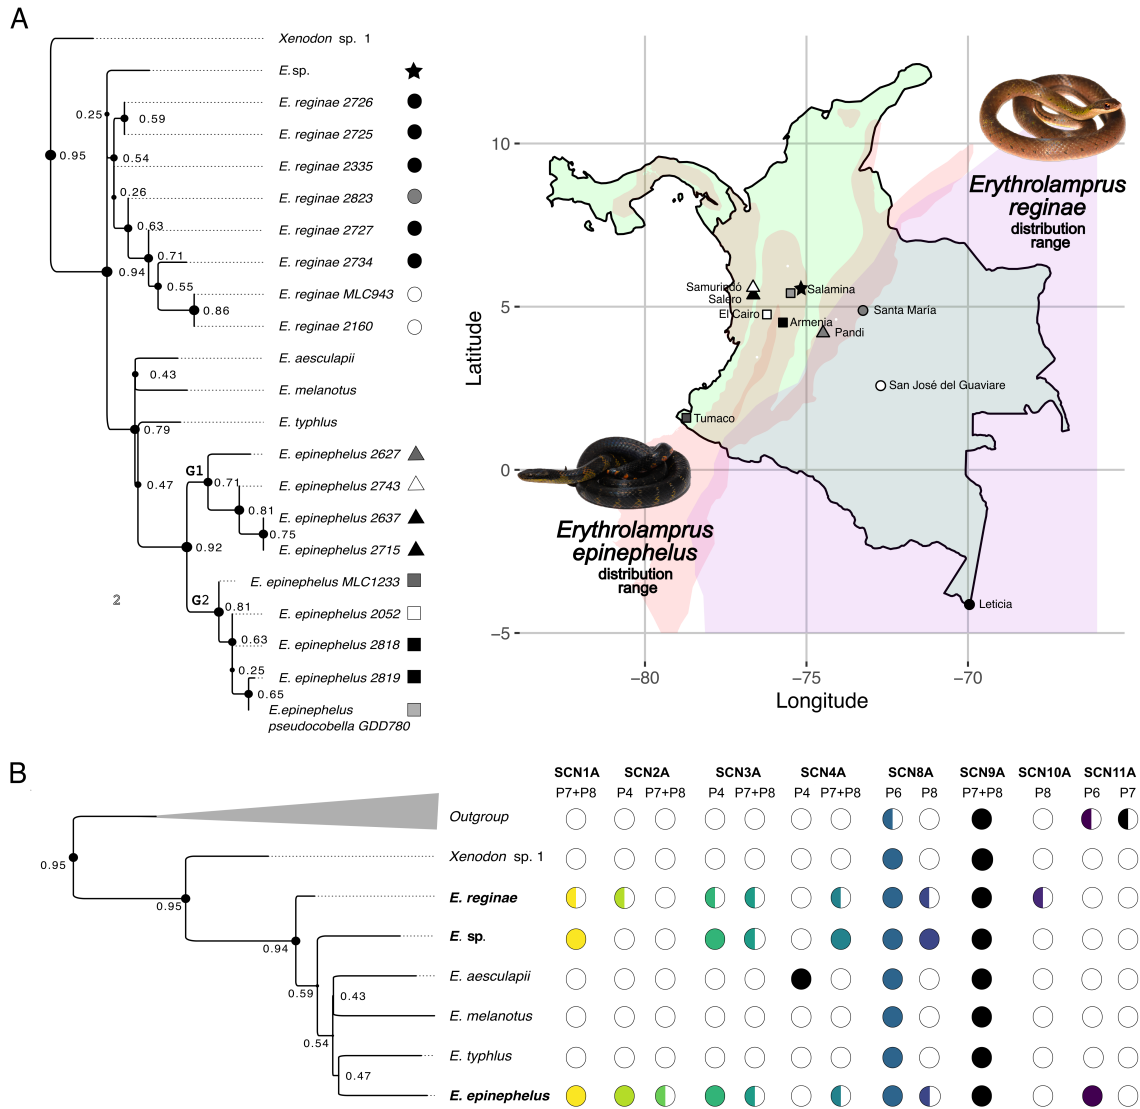 A
Xenodon sp. 1
E.sp.
E. reginae 2726
0.25
0.59
E. reginae 2725
0.95
0.54
E. reginae 2335
0.26
E. reginae 2823
0.63
E. reginae 2727
0.71
E. reginae 2734
0.94
0.55
E. reginae MLC943
0.86
E. reginae 2160
E. aesculapii
0.43
E. melanotus
E. typhlus
0.79
E. epinephelus 2627
G1
0.71
0.47
E. epinephelus 2743
0.81
E. epinephelus 2637
0.75
0.92
E. epinephelus 2715
E. epinephelus MLC1233
2
G2
0.81
E. epinephelus 2052
0.63
E. epinephelus 2818
0.25
E. epinephelus 2819
0.65
E.epinephelus
pseudocobella GDD780
Latitude
10
5
0
−5
−80
−75
−70
Longitude
Erythrolamprus
reginae
distribution
range
Samurindó
Salero
Salamina
El Cairo
Armenia
Santa María
Pandi
San José del Guaviare
Tumaco
Leticia
Erythrolamprus
epinephelus
distribution
range
B
SCN1A SCN2A SCN3A SCN4A SCN8A SCN9A SCN10A SCN11A
P7+P8 P4 P7+P8 P4 P7+P8 P4 P7+P8 P6 P8 P7+P8 P8 P6 P7
Outgroup
0.95
Xenodon sp. 1
0.95
E. reginae
0.94
E. sp.
E. aesculapii
0.59
0.43
E. melanotus
0.54
E. typhlus
0.47
E. epinephelus